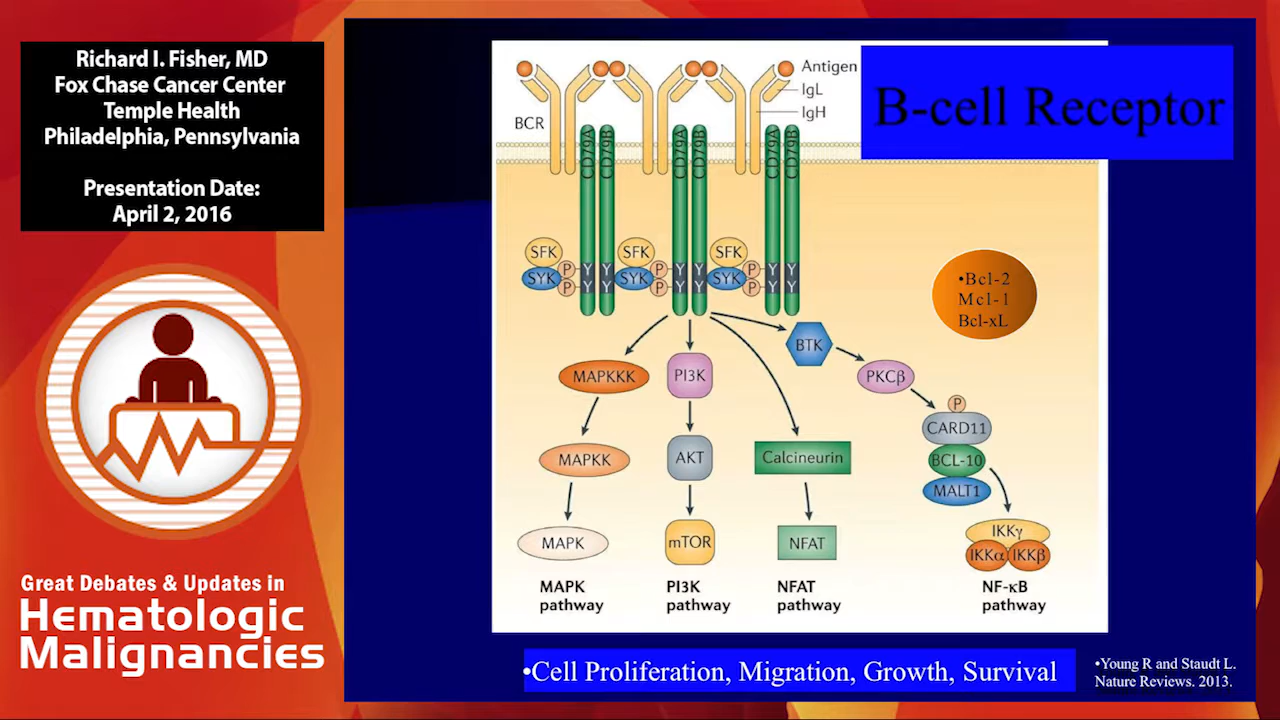 Richard I. Fisher, MD
Fox Chase Cancer Center
Temple Health
Philadelphia, Pennsylvania
Presentation Date:
April 2, 2016
Great Debates & Updates in
Hematologic
Malignancies
B-cell Receptor
Antigen
IgL
IgH
BCR
CD79A
CD79B
CD79A
CD79B
CD79A
CD79B
SFK
SYK
P
P
Y
Y
Y
Y
SFK
SYK
P
P
Y
Y
Y
Y
SFK
SYK
P
P
Y
Y
Y
Y
•Bcl-2
Mcl-1
Bcl-xL
BTK
MAPKKK
PI3K
PKCβ
P
CARD11
BCL-10
MALT1
MAPKK
AKT
Calcineurin
MAPK
mTOR
NFAT
IKKγ
IKKα IKKβ
MAPK
pathway
PI3K
pathway
NFAT
pathway
NF-κB
pathway
•Cell Proliferation, Migration, Growth, Survival
•Young R and Staudt L.
Nature Reviews. 2013.